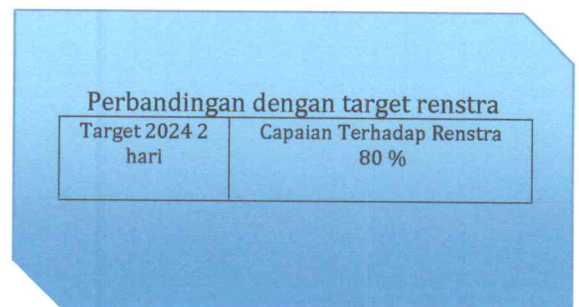 Perbandingan dengan target renstra
Target 2024 2
hari
Capaian Terhadap Renstra
80 %